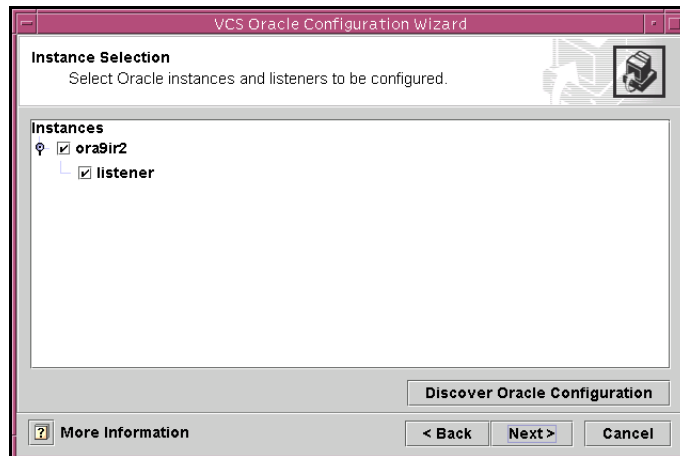 VCS Oracle Configuration Wizard
Instance Selection
Select Oracle instances and listeners to be configured.
Instances
ora9ir2
listener
Discover Oracle Configuration
? More Information
< Back
Next >
Cancel